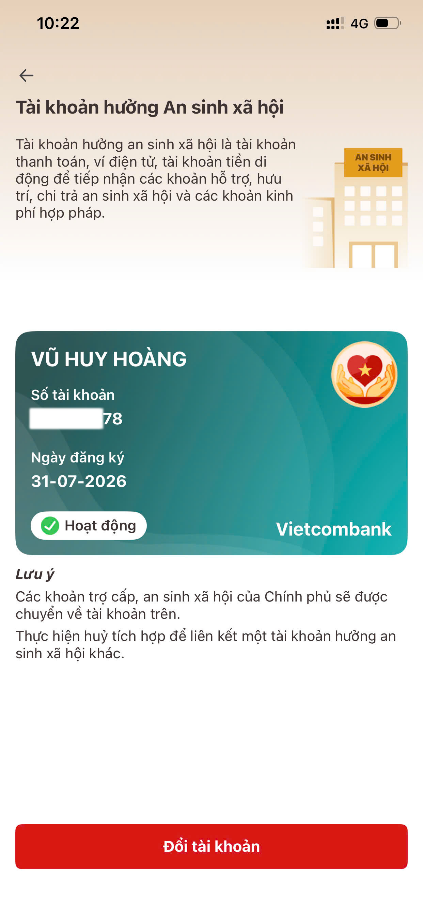 10:22
4G
Tài khoản hưởng An sinh xã hội
Tài khoản hưởng an sinh xã hội là tài khoản
thanh toán, ví điện tử, tài khoản tiền di
động để tiếp nhận các khoản hỗ trợ, hưu
trí, chi trả an sinh xã hội và các khoản kinh
phí hợp pháp.
AN SINH
XÃ HỘI
VŨ HUY HOÀNG
Số tài khoản
78
Ngày đăng ký
31-07-2026
Hoạt động
Vietcombank
Lưu ý
Các khoản trợ cấp, an sinh xã hội của Chính phủ sẽ được
chuyển về tài khoản trên.
Thực hiện huỷ tích hợp để liên kết một tài khoản hưởng an
sinh xã hội khác.
Đổi tài khoản